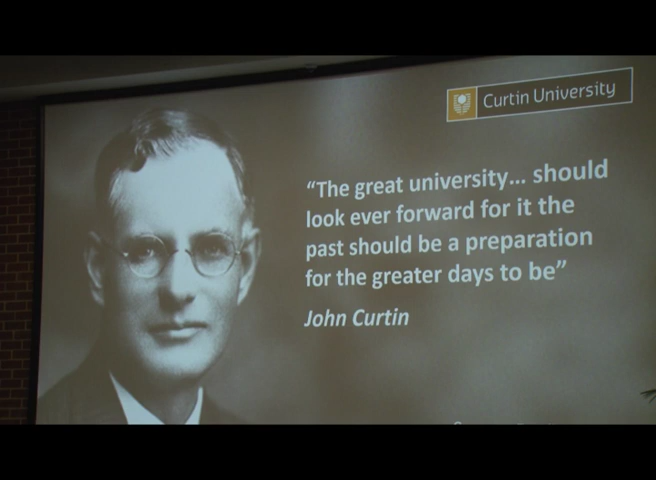 Curtin University
“The great university... should
look ever forward for it the
past should be a preparation
for the greater days to be”
John Curtin